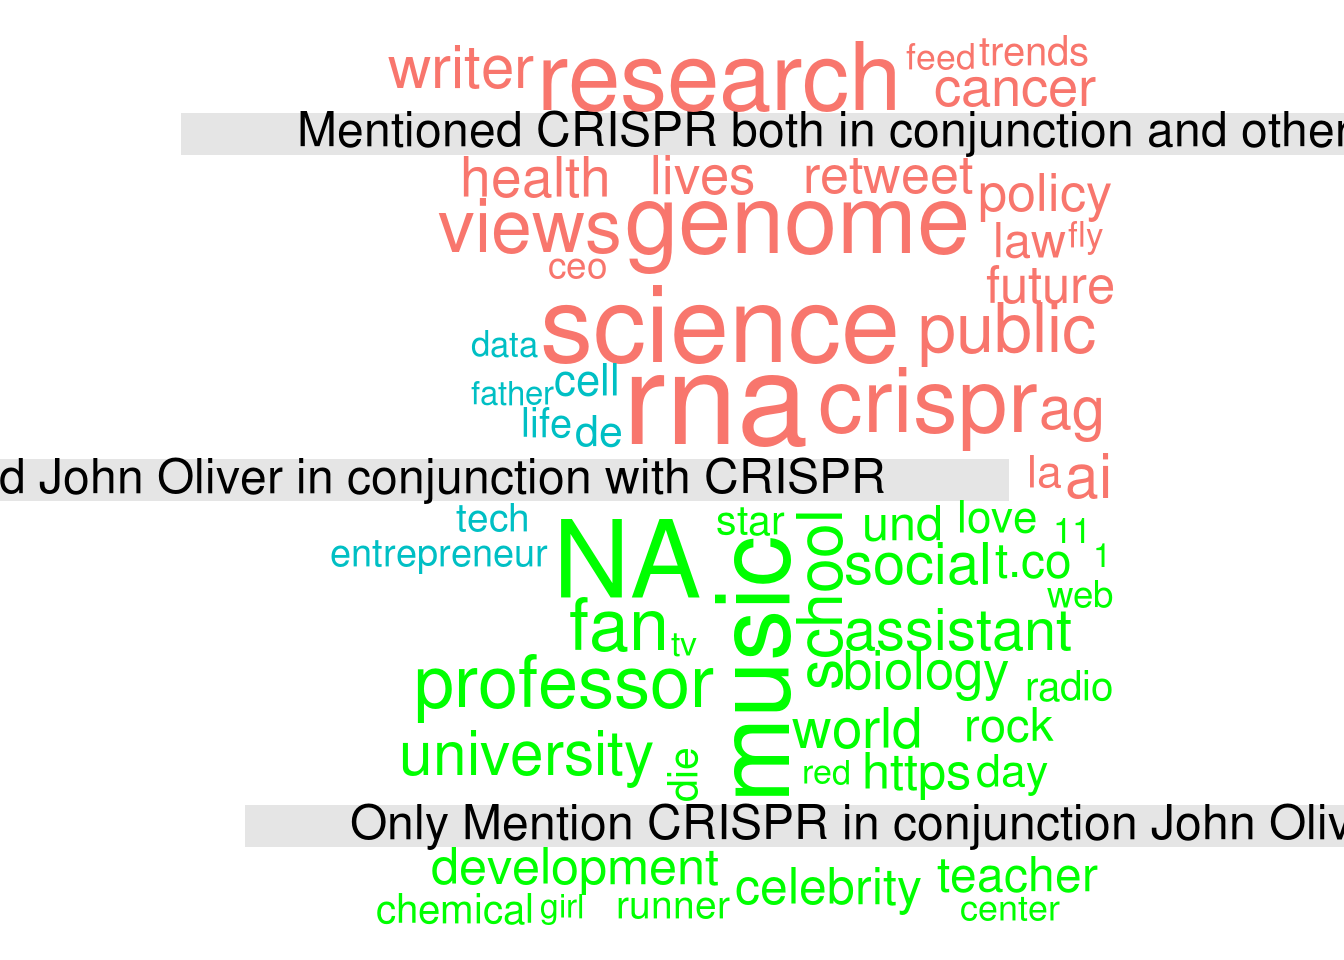 writer research feed trends
cancer
Mentioned CRISPR both in conjunction and other
health lives retweet policy
views genome law fly
ceo future
science public
data
father cell rna crispr ag
life de
d John Oliver in conjunction with CRISPR la ai
tech NA star school und love 11
entrepreneur music social t.co 1
web
fan tv assistant
professor biology radio
university die world rock
red https day
Only Mention CRISPR in conjunction John Oliv
development celebrity teacher
chemical girl runner center